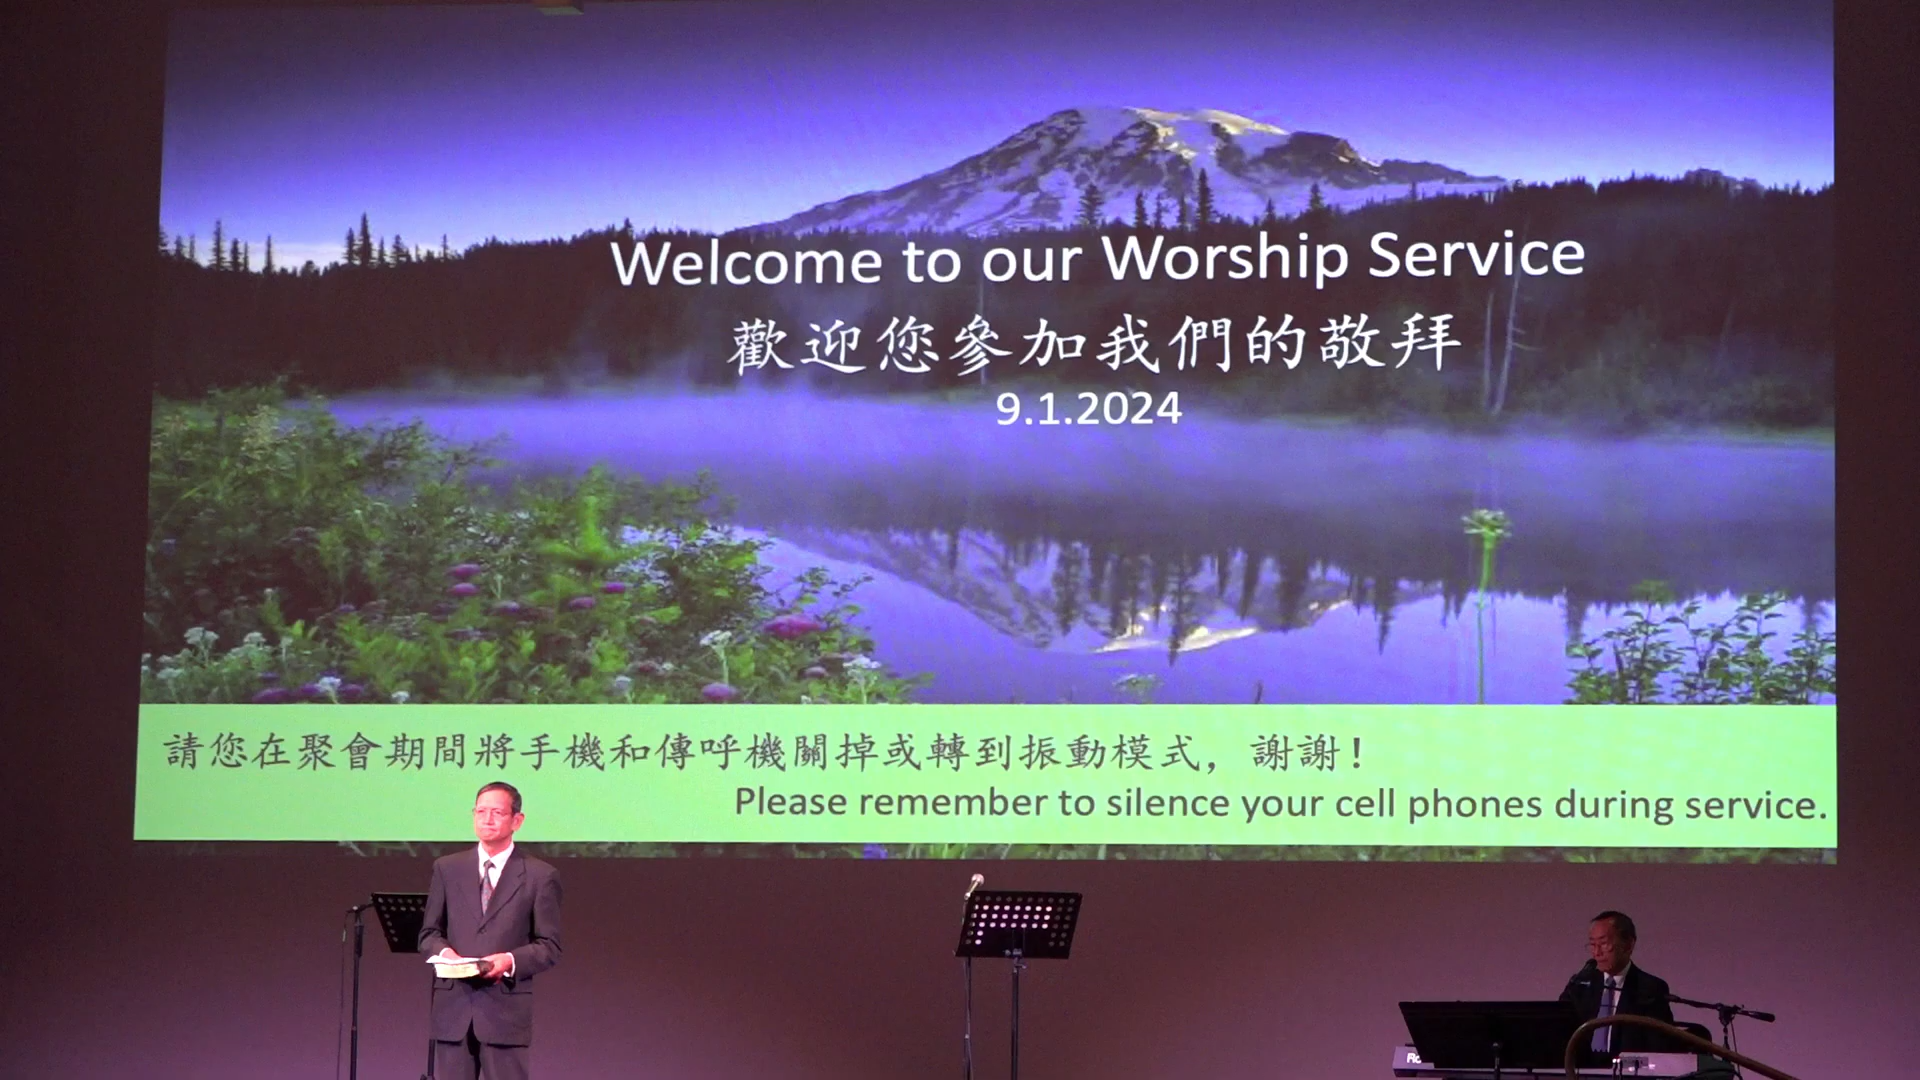 Welcome to our Worship Service
歡迎您參加我們的敬拜
9.1.2024
請您在聚會期間將手機和傳呼機關掉或轉到振動模式，謝謝！
Please remember to silence your cell phones during service.